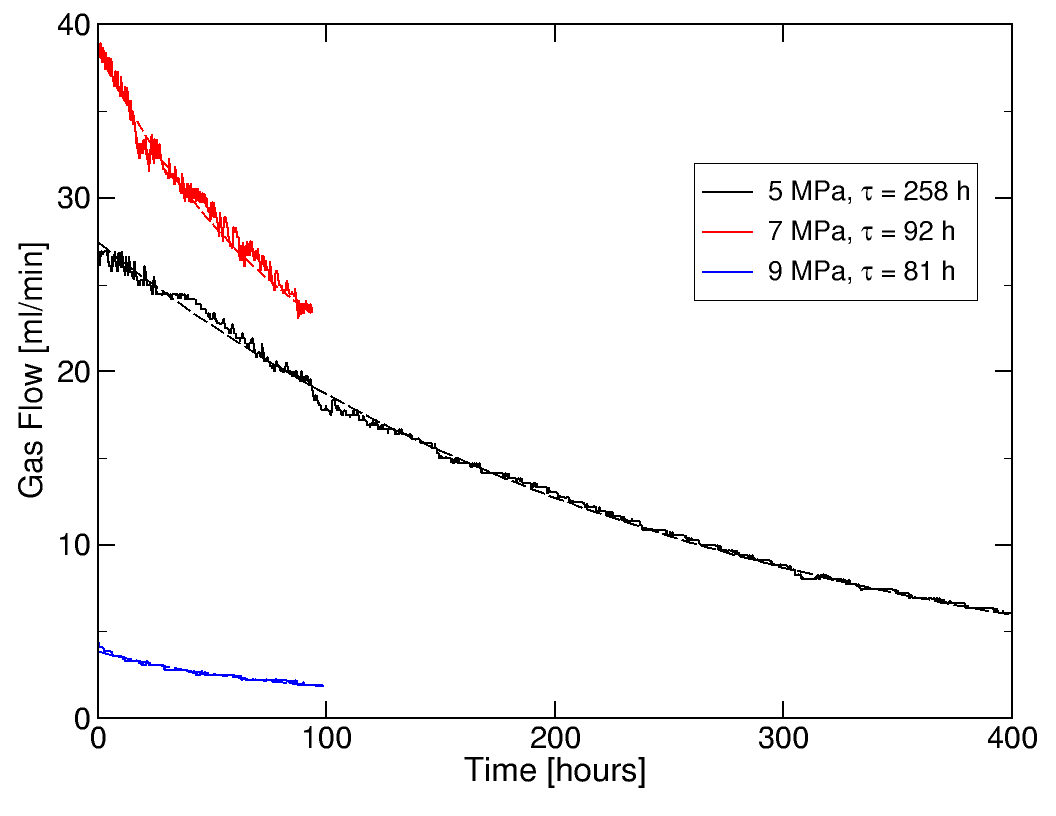 40
30
20
10
0
Gas Flow [ml/min]
5 MPa, τ = 258 h
7 MPa, τ = 92 h
9 MPa, τ = 81 h
0 100 200 300 400
Time [hours]